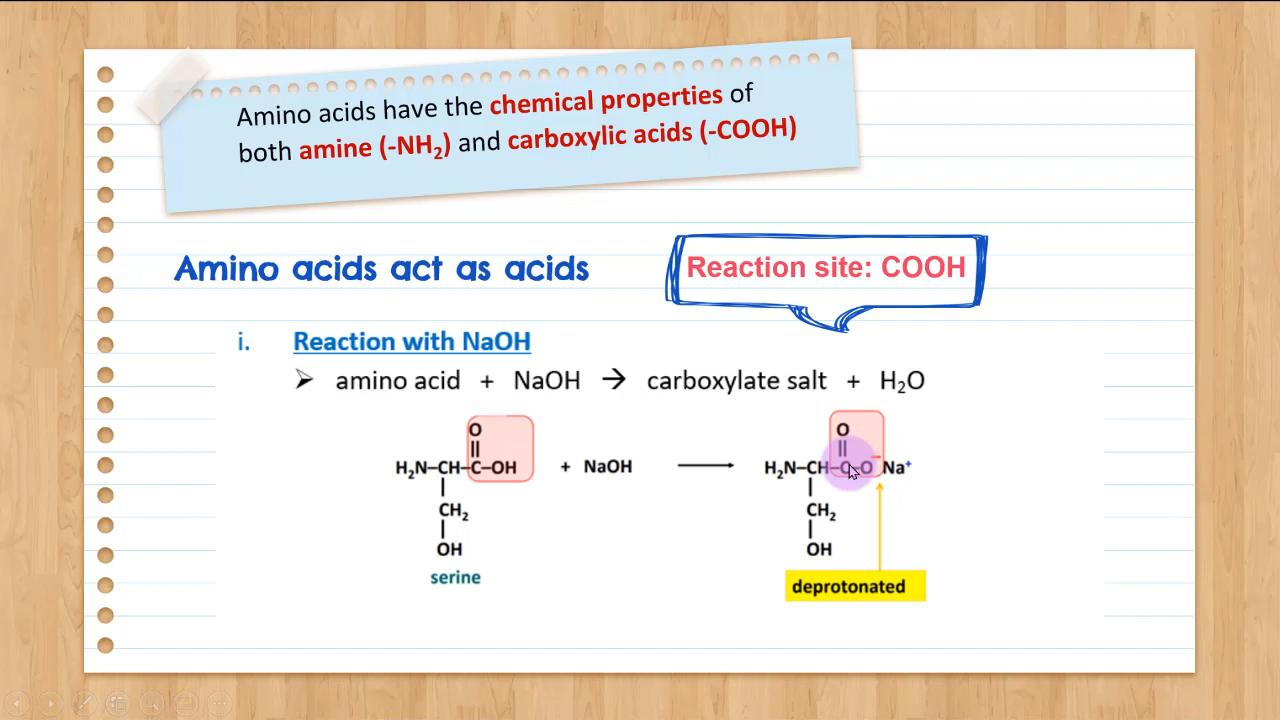 Amino acids have the chemical properties of
both amine (-NH₂) and carboxylic acids (-COOH)
Amino acids act as acids
Reaction site: COOH
i. Reaction with NaOH
➢ amino acid + NaOH → carboxylate salt + H₂O
O
||
H₂N–CH–C–OH + NaOH ⟶
|
CH₂
|
OH
serine
O
||
H₂N–CH–C–O⁻Na⁺
|
CH₂
|
OH
deprotonated